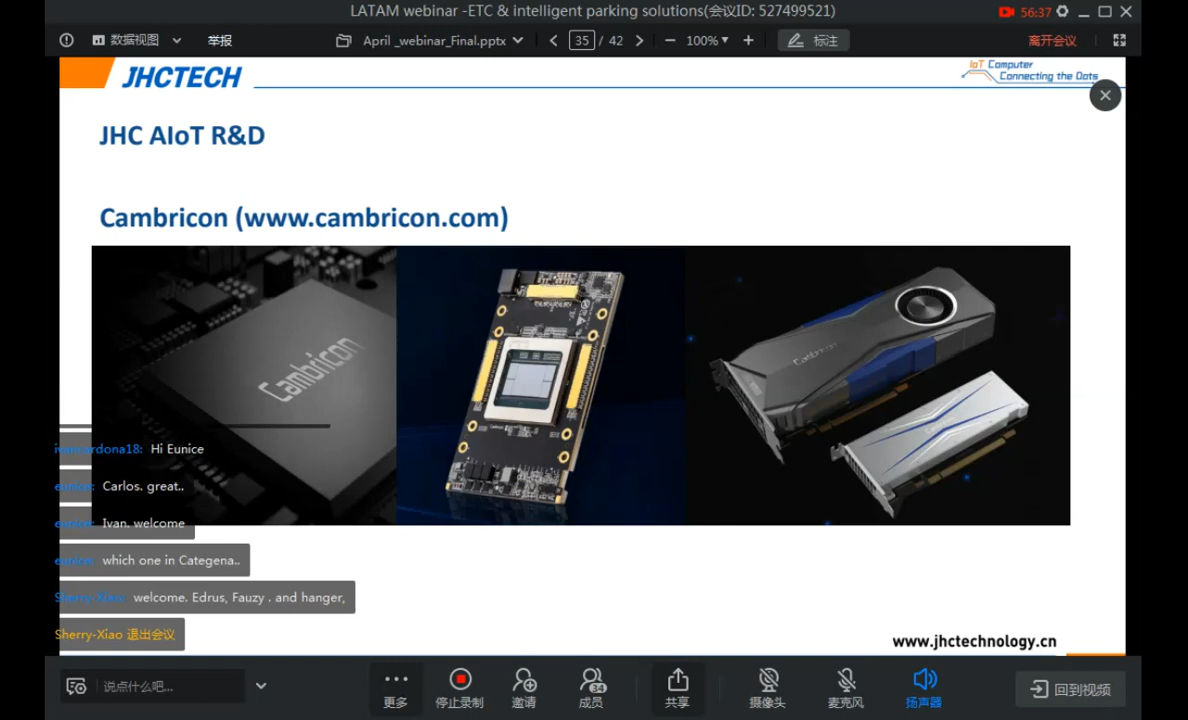 LATAM webinar -ETC & intelligent parking solutions(会议ID: 527499521)
56:37
数据视图
举报
April _webinar_Final.pptx
35 / 42
100%
标注
离开会议
JHCTECH
IoT Computer
Connecting the Dots
JHC AIoT R&D
Cambricon (www.cambricon.com)
Cambricon
Cambricon
Hi Eunice
eunice: Carlos. great..
eunice: Ivan. welcome
eunice: which one in Categena..
Sherry-Xiao: welcome. Edrus, Fauzy . and hanger,
Sherry-Xiao 退出会议
www.jhctechnology.cn
说点什么吧...
更多
停止录制
邀请
34
成员
共享
摄像头
麦克风
扬声器
回到视频